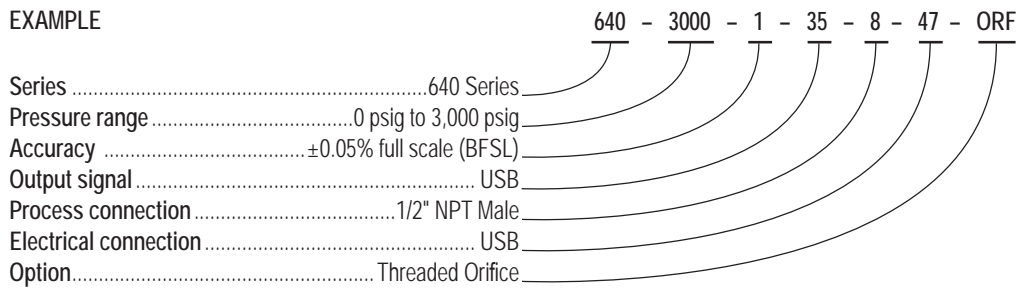 EXAMPLE 640 – 3000 – 1 – 35 – 8 – 47 – ORF
Series ........................................................................640 Series
Pressure range ..........................................0 psig to 3,000 psig
Accuracy .....................................±0.05% full scale (BFSL)
Output signal ................................................................ USB
Process connection ..........................................1/2" NPT Male
Electrical connection ................................................... USB
Option............................................................. Threaded Orifice